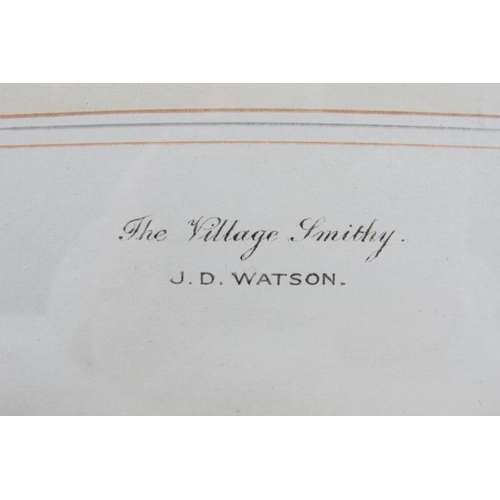 The Village Smithy.
J. D. WATSON.